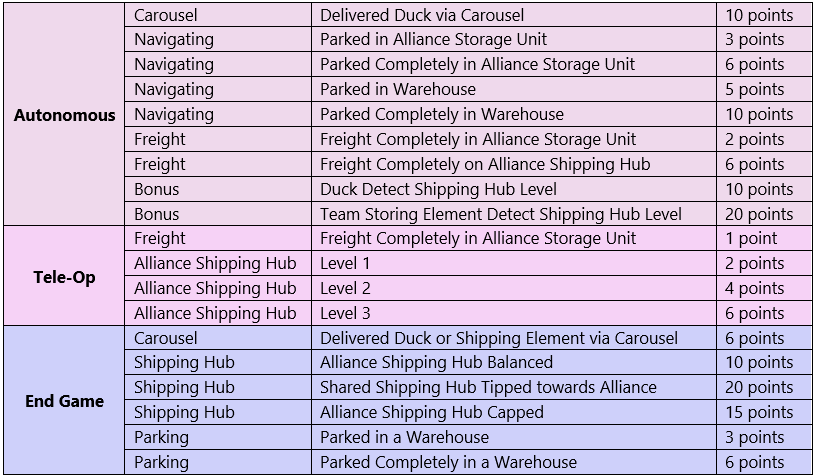 Autonomous
Carousel Delivered Duck via Carousel 10 points
Navigating Parked in Alliance Storage Unit 3 points
Navigating Parked Completely in Alliance Storage Unit 6 points
Navigating Parked in Warehouse 5 points
Navigating Parked Completely in Warehouse 10 points
Freight Freight Completely in Alliance Storage Unit 2 points
Freight Freight Completely on Alliance Shipping Hub 6 points
Bonus Duck Detect Shipping Hub Level 10 points
Bonus Team Storing Element Detect Shipping Hub Level 20 points
Tele-Op
Freight Freight Completely in Alliance Storage Unit 1 point
Alliance Shipping Hub Level 1 2 points
Alliance Shipping Hub Level 2 4 points
Alliance Shipping Hub Level 3 6 points
End Game
Carousel Delivered Duck or Shipping Element via Carousel 6 points
Shipping Hub Alliance Shipping Hub Balanced 10 points
Shipping Hub Shared Shipping Hub Tipped towards Alliance 20 points
Shipping Hub Alliance Shipping Hub Capped 15 points
Parking Parked in a Warehouse 3 points
Parking Parked Completely in a Warehouse 6 points